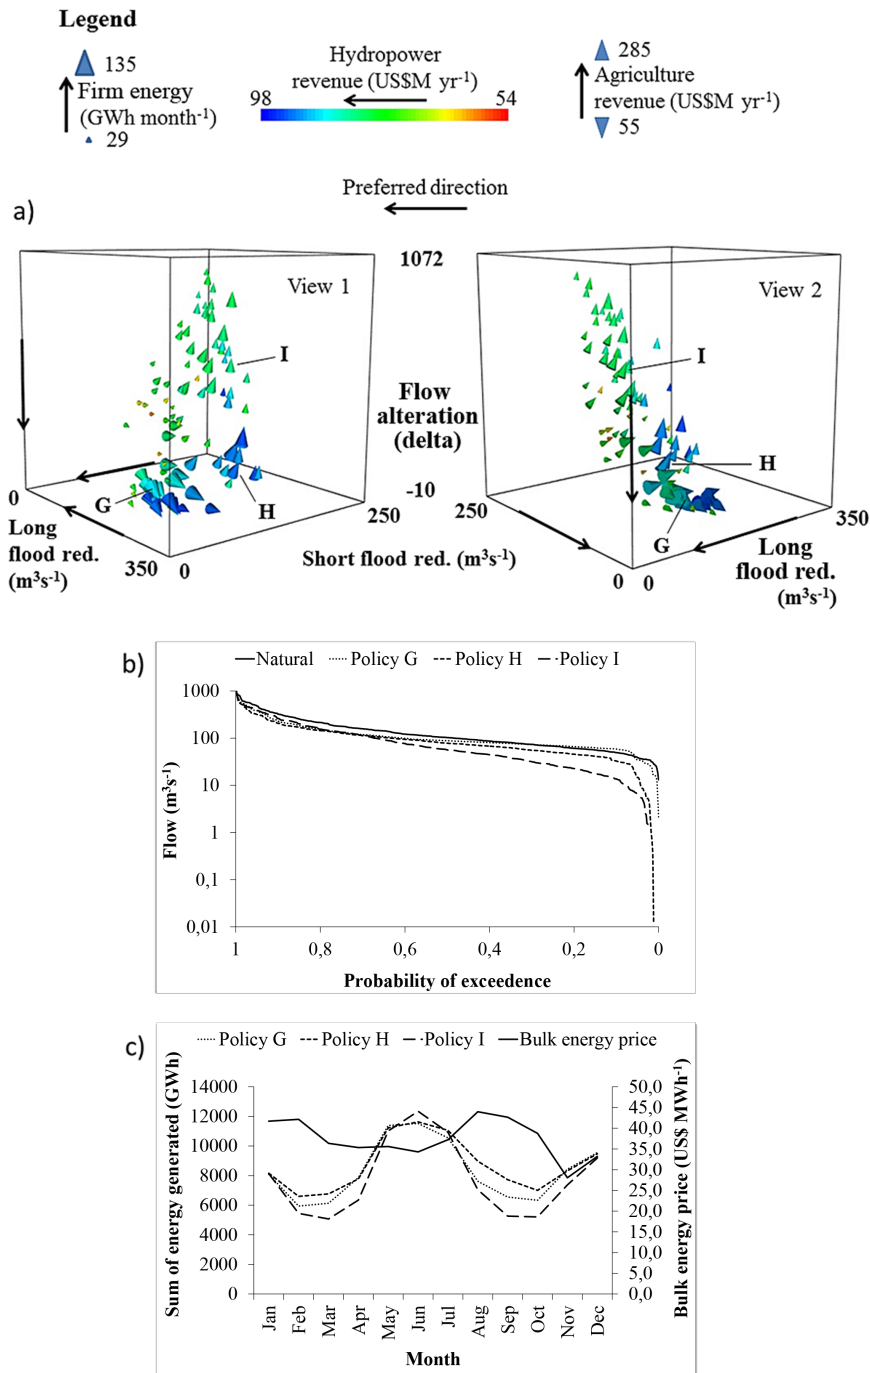 Legend
135
Firm energy
(GWh month-1)
29
Hydropower
revenue (US$M yr-1)
98
54
285
Agriculture
revenue (US$M yr-1)
55
Preferred direction
a)
View 1
I
G
H
0
Long
flood red.
(m3s-1)
350
0
Short flood red. (m3s-1)
250
1072
Flow
alteration
(delta)
-10
View 2
I
H
G
250
0
0
350
Long
flood red.
(m3s-1)
b)
Natural
Policy G
Policy H
Policy I
Flow (m3s-1)
1000
100
10
1
0,1
0,01
1
0,8
0,6
0,4
0,2
0
Probability of exceedence
c)
Policy G
Policy H
Policy I
Bulk energy price
Sum of energy generated (GWh)
14000
12000
10000
8000
6000
4000
2000
0
50,0
45,0
40,0
35,0
30,0
25,0
20,0
15,0
10,0
5,0
0,0
Bulk energy price (US$ MWh-1)
Jan
Feb
Mar
Apr
May
Jun
Jul
Aug
Sep
Oct
Nov
Dec
Month